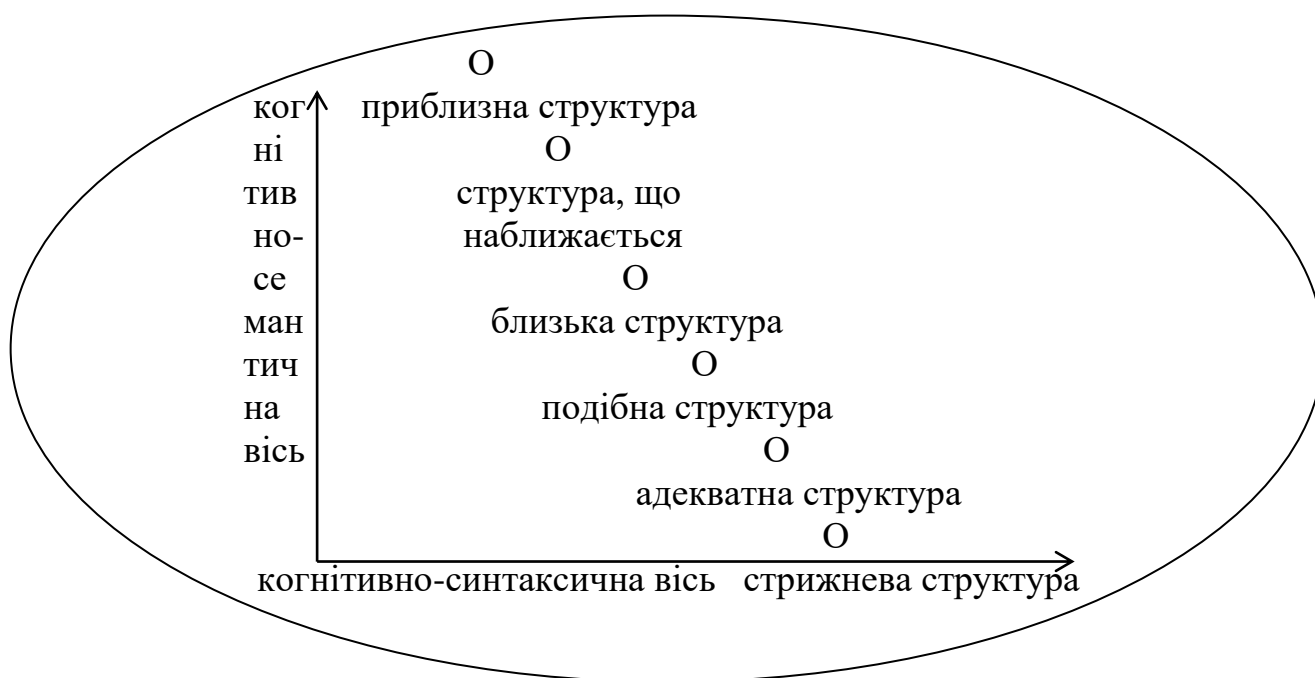 О
ког приблизна структура
ні О
тив структура, що
но- наближається
се О
ман близька структура
тич О
на подібна структура
вісь О
адекватна структура
О
когнітивно-синтаксична вісь стрижнева структура